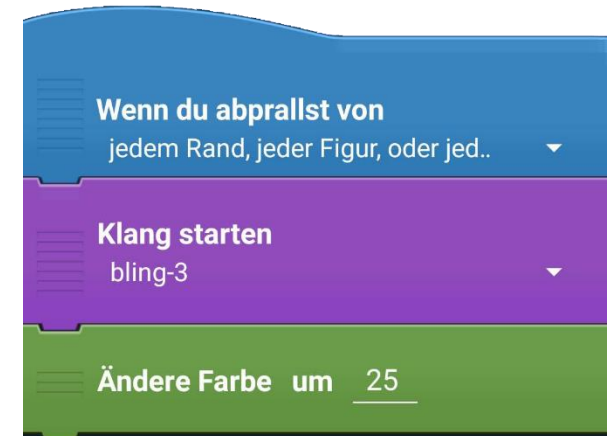 Wenn du abprallst von
jedem Rand, jeder Figur, oder jed..
Klang starten
bling-3
Ändere Farbe um 25